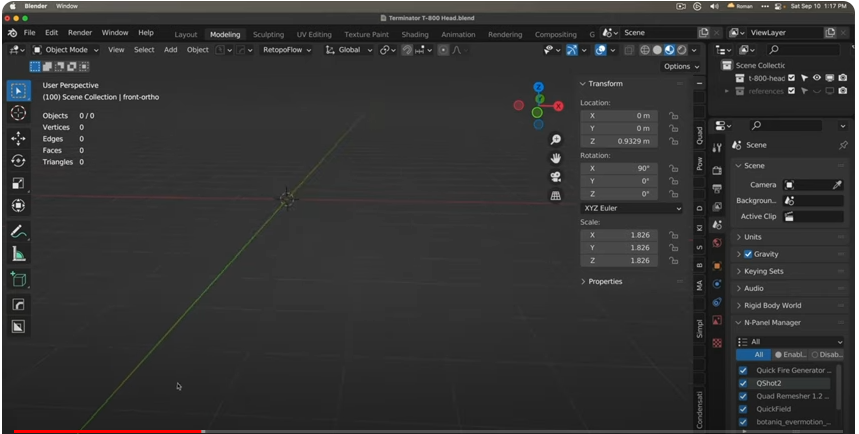 Blender Window Roman Sat Sep 10 1:17 PM
Terminator T-800 Head.blend
File Edit Render Window Help Layout Modeling Sculpting UV Editing Texture Paint Shading Animation Rendering Compositing G Scene ViewLayer
Object Mode View Select Add Object RetopoFlow Global
Options
User Perspective
(100) Scene Collection | front-ortho
Objects 0 / 0
Vertices 0
Edges 0
Faces 0
Triangles 0
Z
Y
X
Transform
Location:
X 0 m
Y 0 m
Z 0.9329 m
Rotation:
X 90°
Y 0°
Z 0°
XYZ Euler
Scale:
X 1.826
Y 1.826
Z 1.826
Properties
Quad
Pow
D
KI
S
B
MA
Simpl
Condensati
Scene Collectic
t-800-head
references
Scene
Scene
Camera
Backgroun..
Active Clip
Units
Gravity
Keying Sets
Audio
Rigid Body World
N-Panel Manager
All
All Enabl.. Disab..
Quick Fire Generator ...
QShot2
Quad Remesher 1.2 ...
QuickField
botaniq_evermotion_..